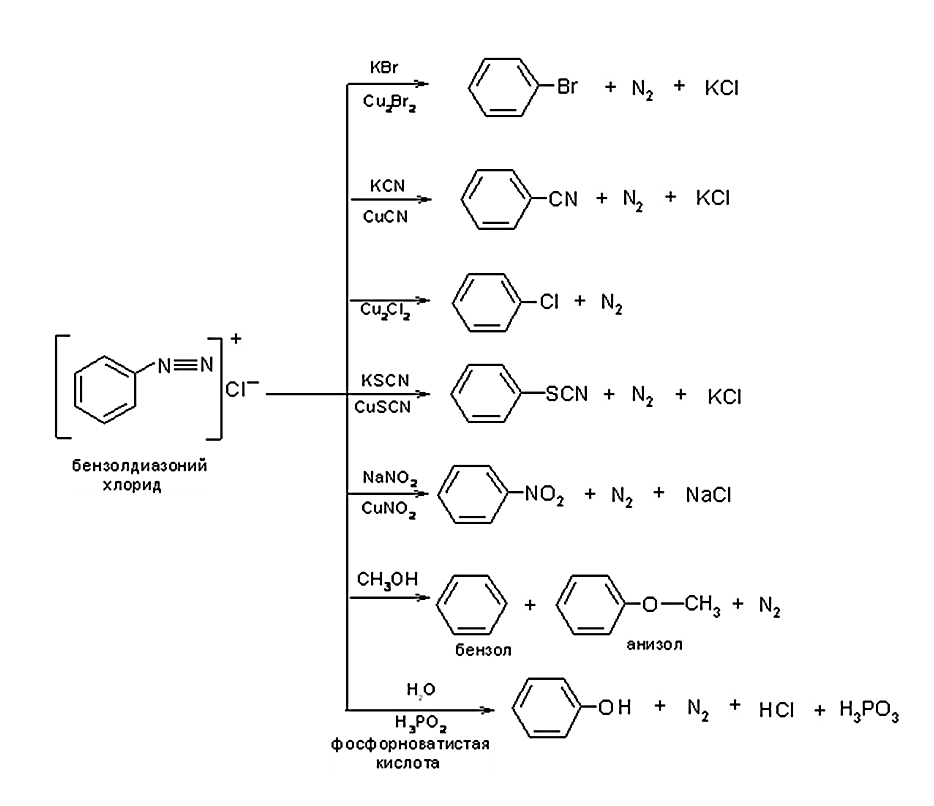 KBr
Cu₂Br₂
Br + N₂ + KCl
KCN
CuCN
CN + N₂ + KCl
Cu₂Cl₂
Cl + N₂
[ N≡N ]⁺ Cl⁻
бензолдиазоний
хлорид
KSCN
CuSCN
SCN + N₂ + KCl
NaNO₂
CuNO₂
NO₂ + N₂ + NaCl
CH₃OH
+ O—CH₃ + N₂
бензол
анизол
H₂O
H₃PO₂
фосфорноватистая
кислота
OH + N₂ + HCl + H₃PO₃